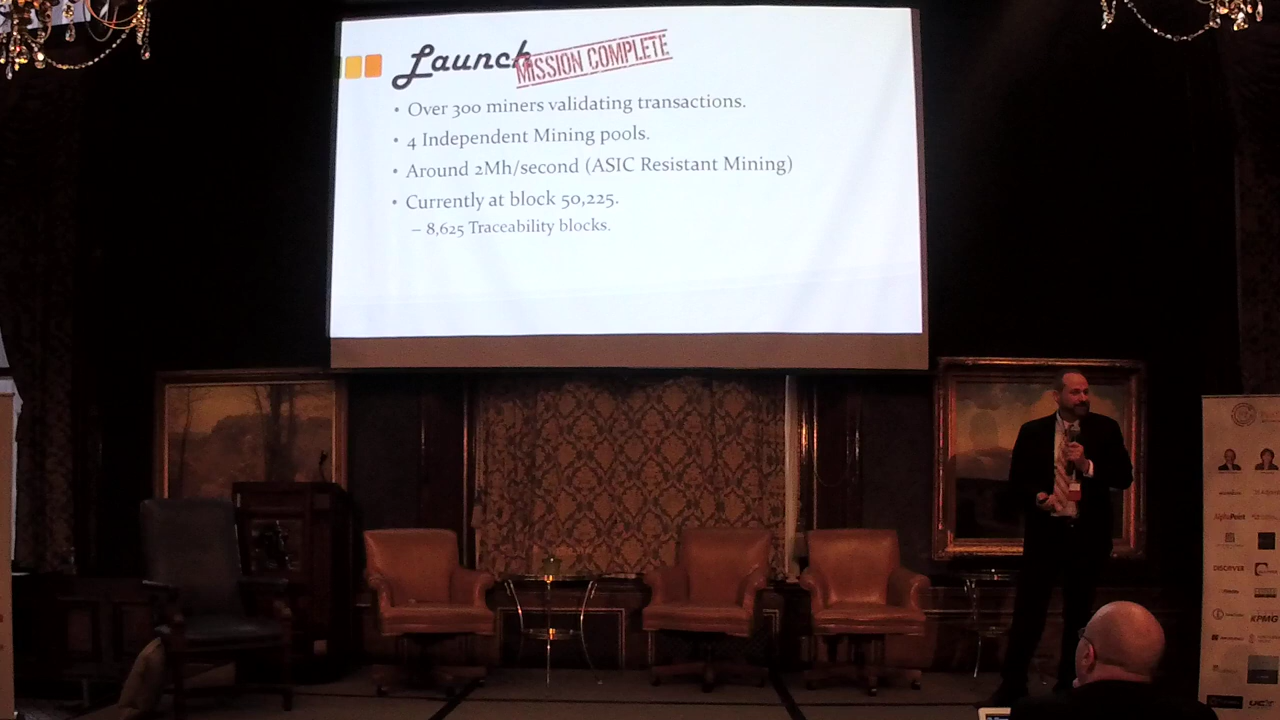 Launch
MISSION COMPLETE
• Over 300 miners validating transactions.
• 4 Independent Mining pools.
• Around 2Mh/second (ASIC Resistant Mining)
• Currently at block 50,225.
– 8,625 Traceability blocks.
AlphaPoint
DISCOVER
KPMG